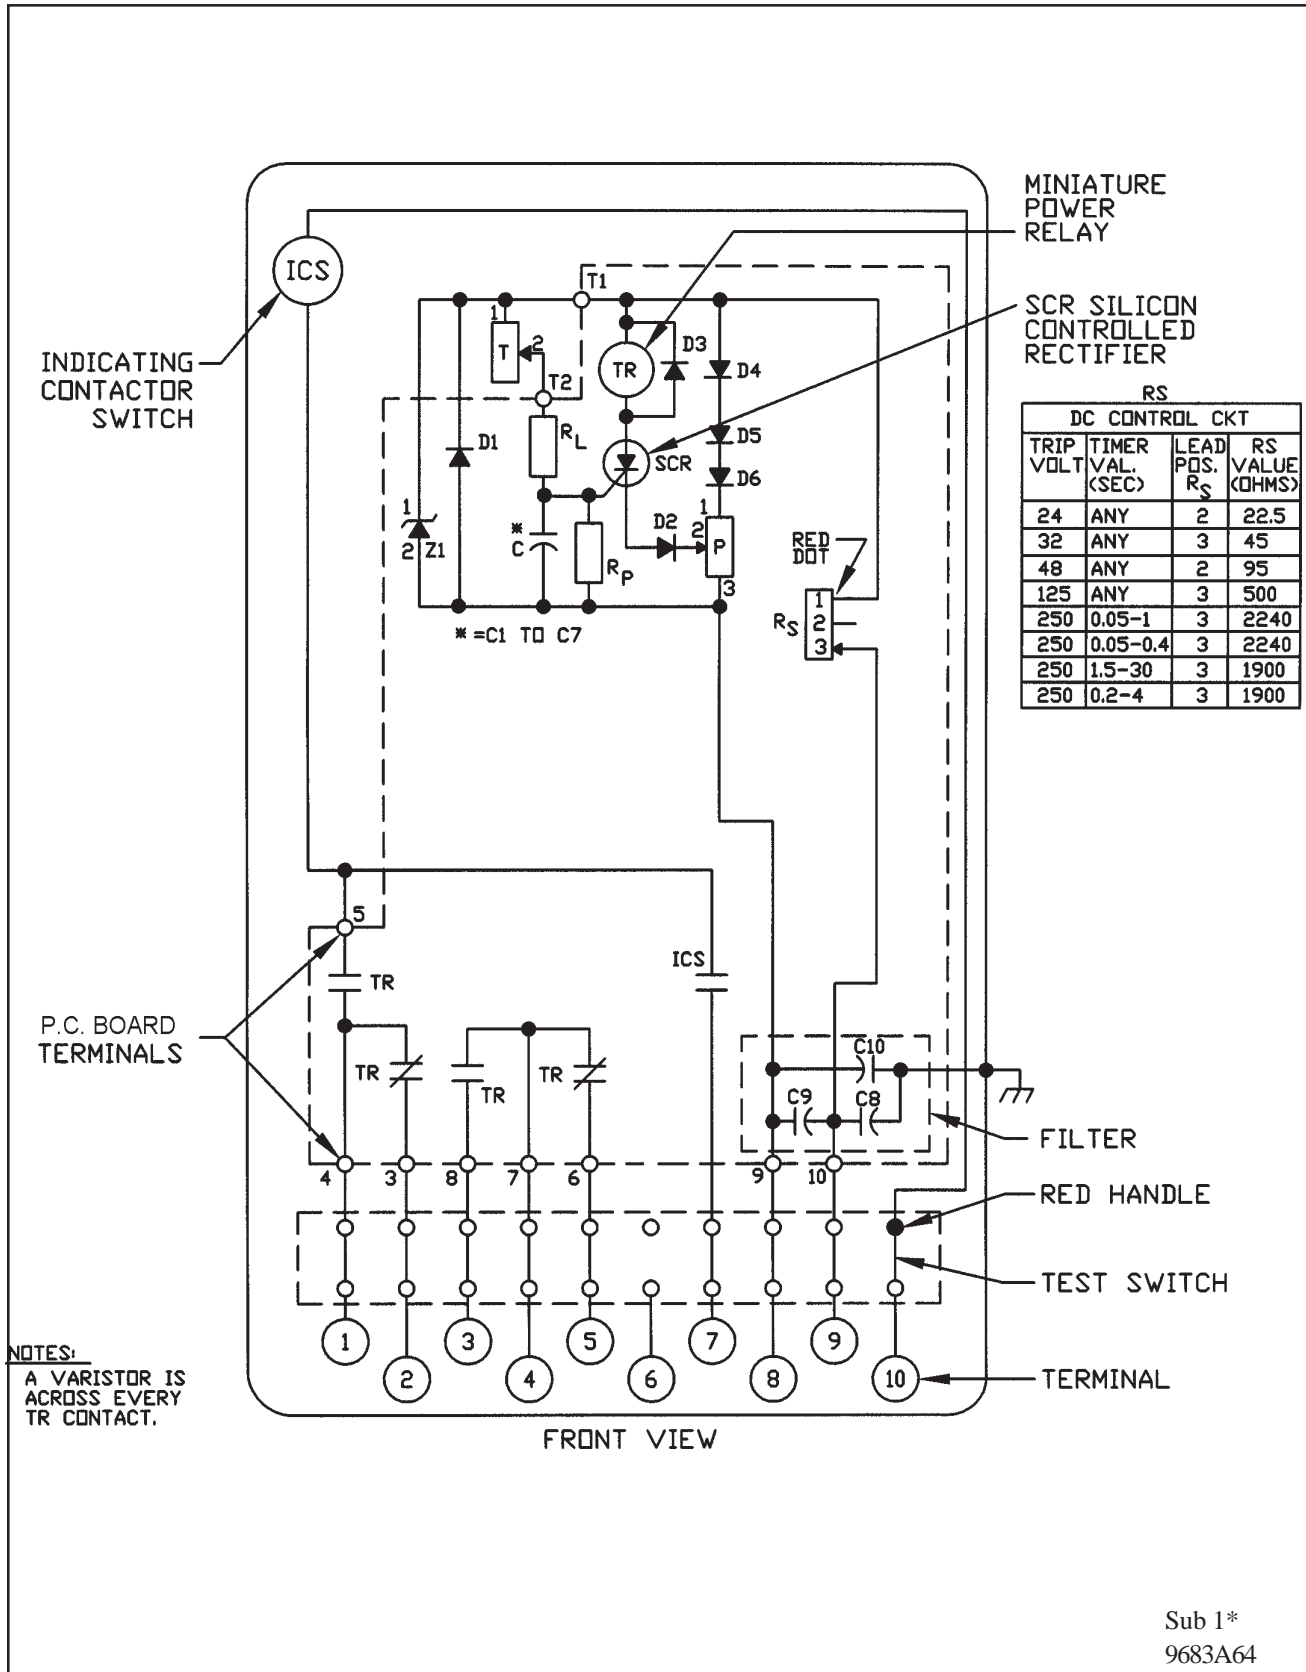 MINIATURE
POWER
RELAY
ICS
T1
SCR SILICON
CONTROLLED
RECTIFIER
1
T
2
D3
TR
D4
INDICATING
CONTACTOR
SWITCH
T2
RS
DC CONTROL CKT
TRIP VOLT TIMER VAL. (SEC) LEAD POS. RS RS VALUE (OHMS)
24 ANY 2 22.5
32 ANY 3 45
48 ANY 2 95
125 ANY 3 500
250 0.05-1 3 2240
250 0.05-0.4 3 2240
250 1.5-30 3 1900
250 0.2-4 3 1900
D1
RL
D5
SCR
D6
1
2 Z1
*
C
RP
D2
1
2
P
3
RED
DOT
RS
1
2
3
* =C1 TO C7
5
TR
ICS
P.C. BOARD
TERMINALS
TR
TR
TR
C10
C9
C8
FILTER
4
3
8
7
6
9
10
RED HANDLE
TEST SWITCH
1
3
4
5
7
9
2
6
8
10
TERMINAL
NOTES:
A VARISTOR IS
ACROSS EVERY
TR CONTACT.
FRONT VIEW
Sub 1*
9683A64